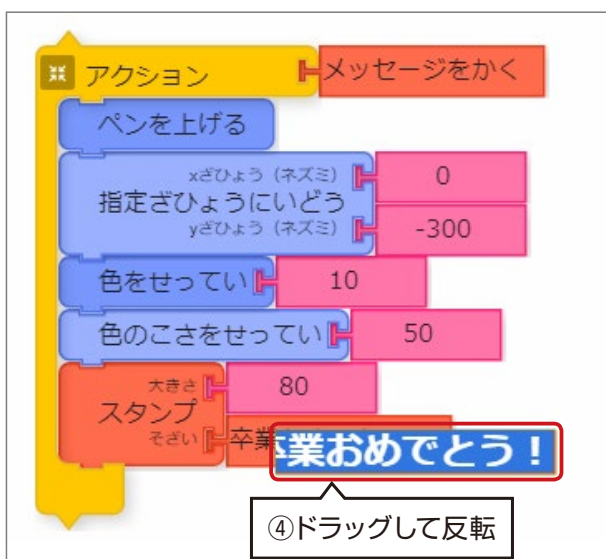 アクション メッセージをかく
ペンを上げる
xざひょう（ネズミ） 0
指定ざひょうにいどう
yざひょう（ネズミ） -300
色をせってい 10
色のこさをせってい 50
大きさ 80
スタンプ
そざい 卒業
業おめでとう！
④ドラッグして反転